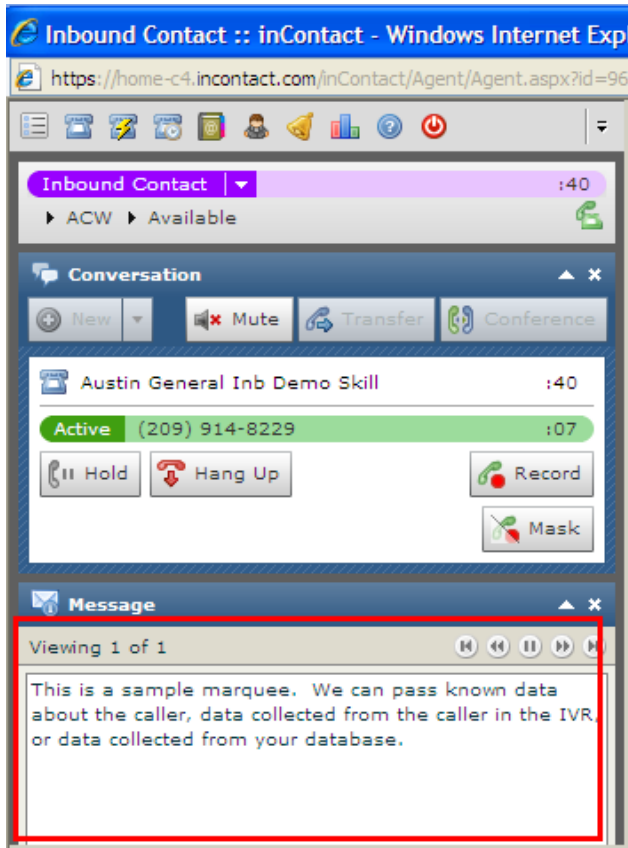 Inbound Contact :: inContact - Windows Internet Exp
https://home-c4.incontact.com/inContact/Agent/Agent.aspx?id=96
Inbound Contact :40
ACW Available
Conversation
New Mute Transfer Conference
Austin General Inb Demo Skill :40
Active (209) 914-8229 :07
Hold Hang Up Record
Mask
Message
Viewing 1 of 1
This is a sample marquee. We can pass known data
about the caller, data collected from the caller in the IVR,
or data collected from your database.